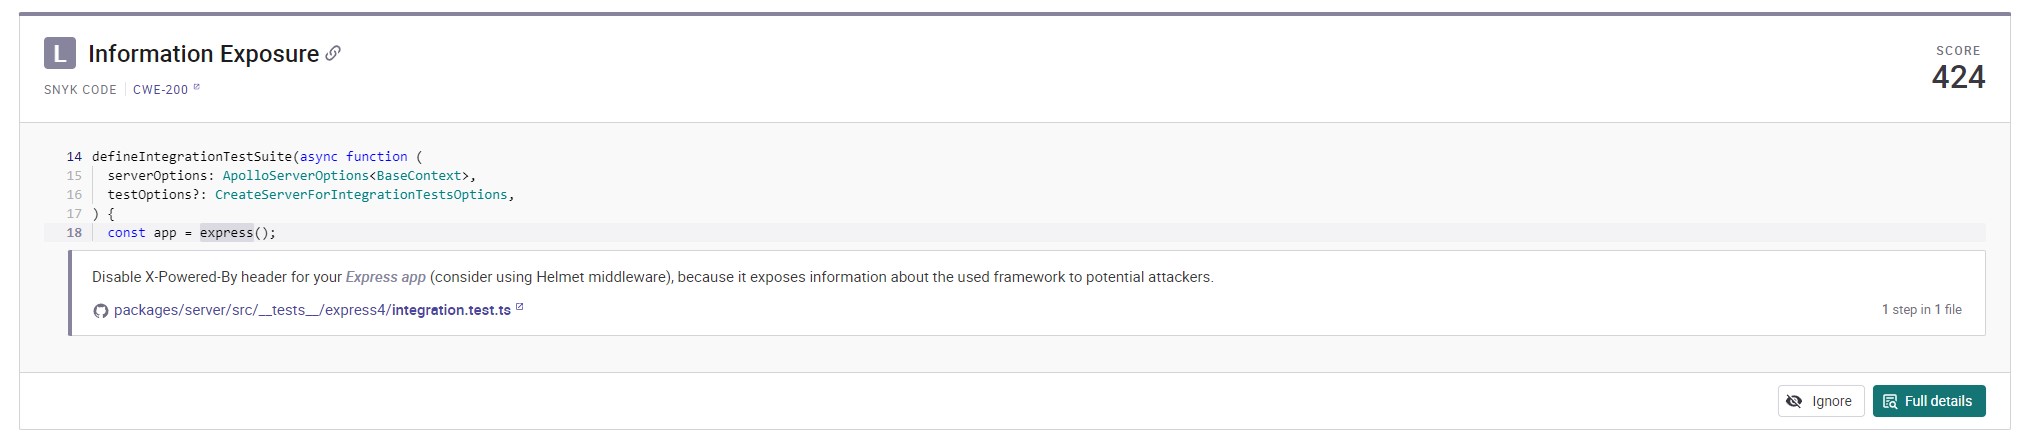 L Information Exposure
SCORE
424
SNYK CODE CWE-200
14 defineIntegrationTestSuite(async function (
15 serverOptions: ApolloServerOptions<BaseContext>,
16 testOptions?: CreateServerForIntegrationTestsOptions,
17 ) {
18 const app = express();
Disable X-Powered-By header for your Express app (consider using Helmet middleware), because it exposes information about the used framework to potential attackers.
packages/server/src/__tests__/express4/integration.test.ts 1 step in 1 file
Ignore Full details